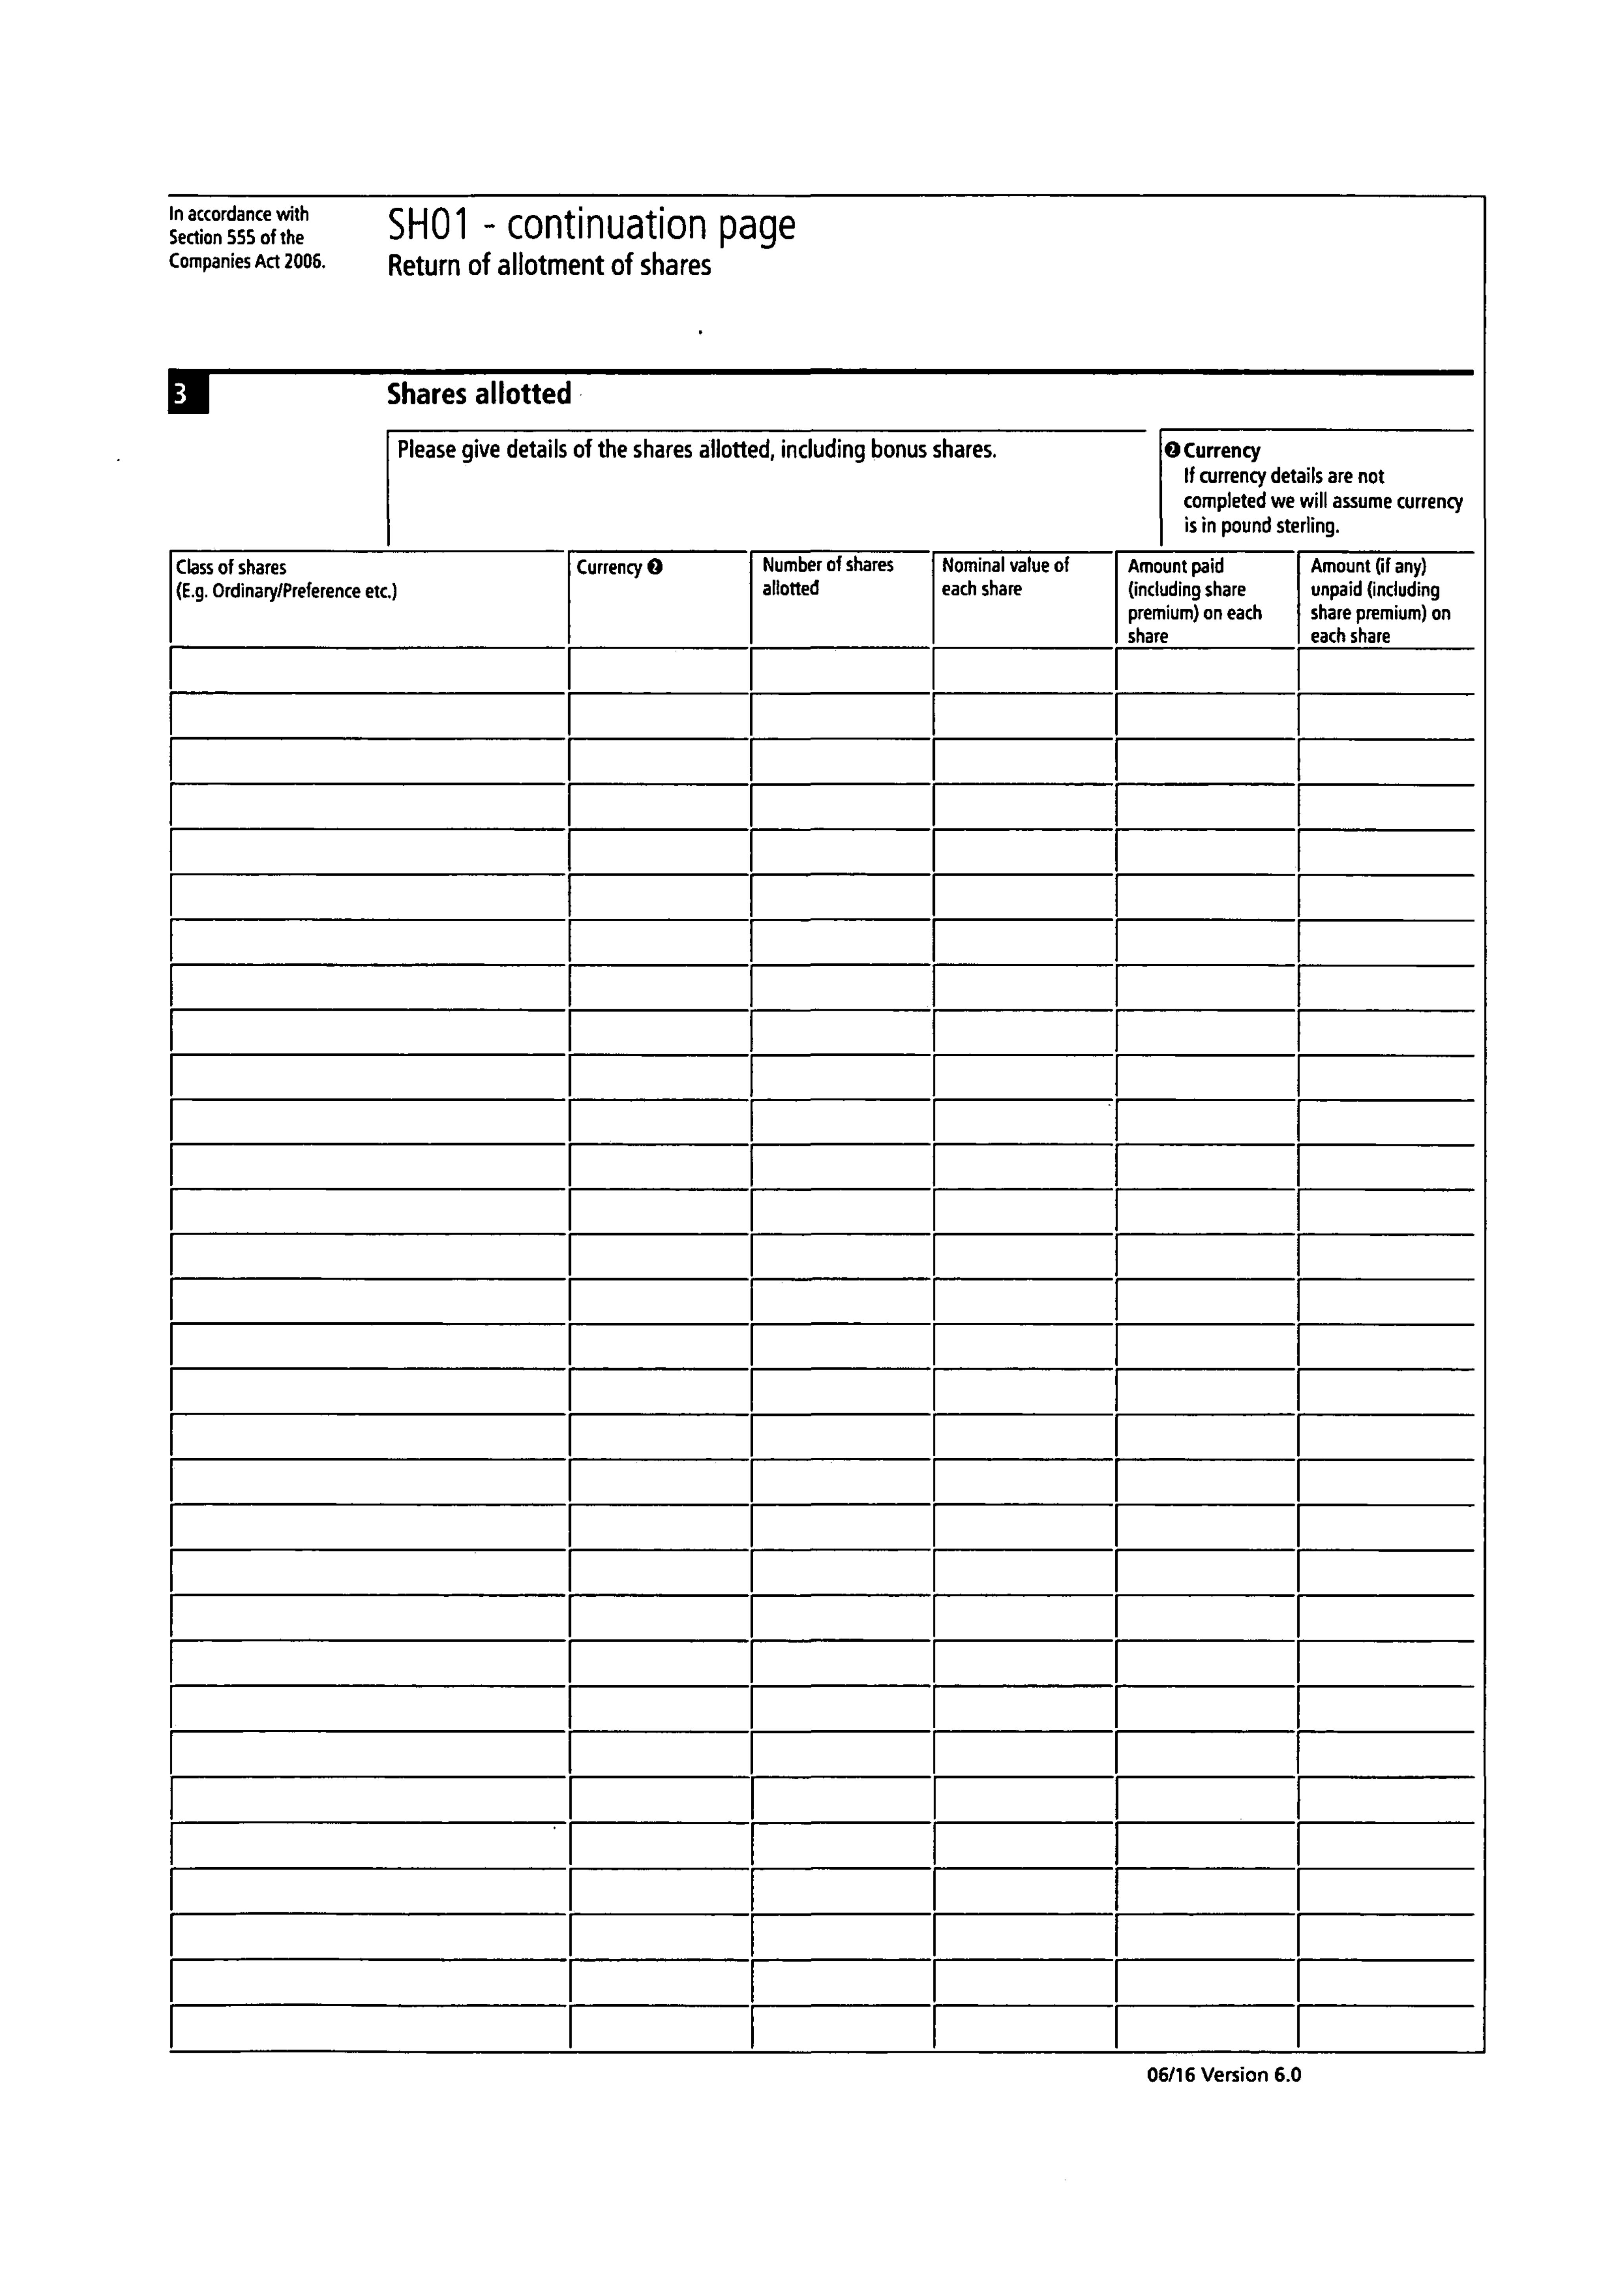 In accordance with
Section 555 of the
Companies Act 2006.
SH01 - continuation page
Return of allotment of shares
3
Shares allotted
Please give details of the shares allotted, including bonus shares.
❷ Currency
If currency details are not
completed we will assume currency
is in pound sterling.
Class of shares
(E.g. Ordinary/Preference etc.)
Currency ❷
Number of shares
allotted
Nominal value of
each share
Amount paid
(including share
premium) on each
share
Amount (if any)
unpaid (including
share premium) on
each share
06/16 Version 6.0